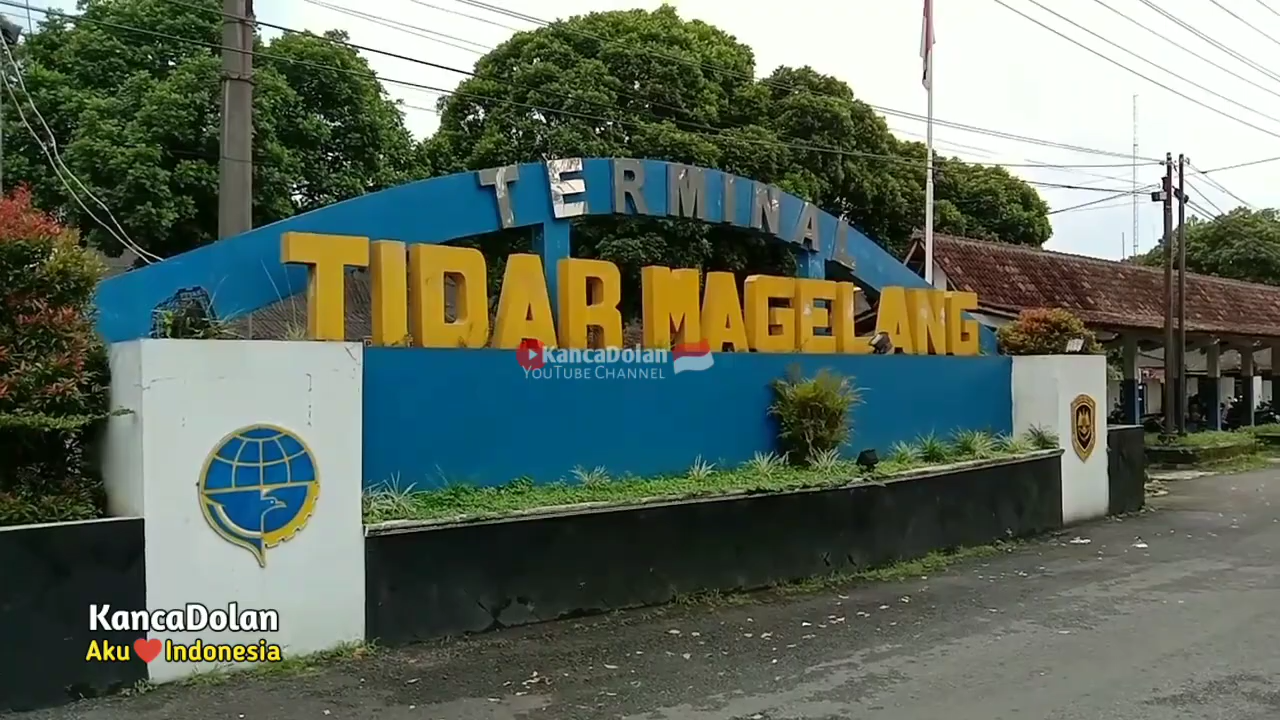 TERMINAL
TIDAR MAGELANG
KancaDolan
YouTube Channel
KancaDolan
Aku❤Indonesia